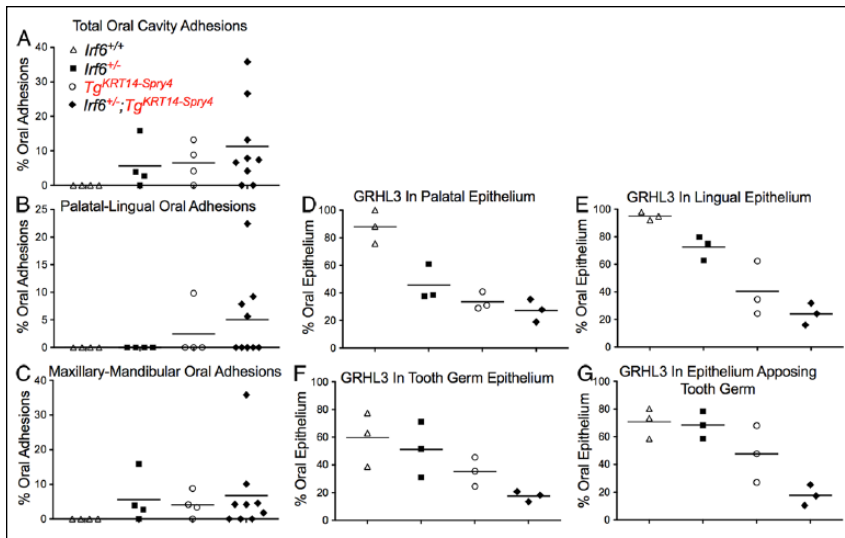 Total Oral Cavity Adhesions
A
Irf6+/+
Irf6+/-
TgKRT14-Spry4
Irf6+/-;TgKRT14-Spry4
% Oral Adhesions
40
30
20
10
0
B
Palatal-Lingual Oral Adhesions
% Oral Adhesions
25
20
15
10
5
0
C
Maxillary-Mandibular Oral Adhesions
% Oral Adhesions
40
30
20
10
0
D
GRHL3 In Palatal Epithelium
% Oral Epithelium
100
80
60
40
20
0
E
GRHL3 In Lingual Epithelium
% Oral Epithelium
100
80
60
40
20
0
F
GRHL3 In Tooth Germ Epithelium
% Oral Epithelium
100
80
60
40
20
0
G
GRHL3 In Epithelium Apposing
Tooth Germ
% Oral Epithelium
100
80
60
40
20
0